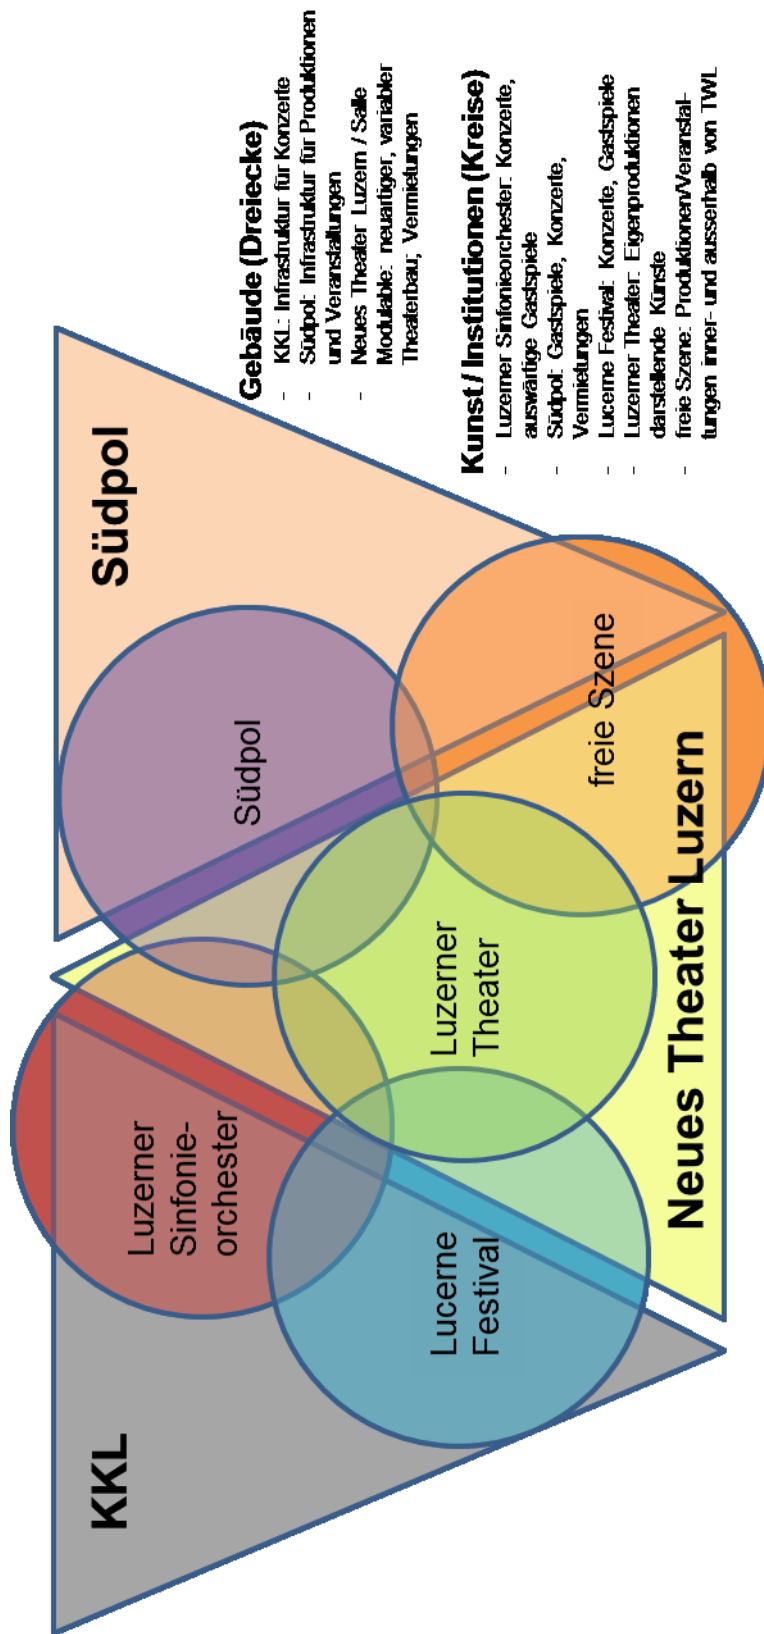 KKL
Südpol
Neues Theater Luzern
Luzerner
Sinfonie-
orchester
Südpol
Lucerne
Festival
Luzerner
Theater
freie Szene
Gebäude (Dreiecke)
- KKL: Infrastruktur für Konzerte
- Südpol: Infrastruktur für Produktionen
und Veranstaltungen
- Neues Theater Luzern / Salle
Modulable: neuartiger, variabler
Theaterbau; Vermietungen
Kunst / Institutionen (Kreise)
- Luzerner Sinfonieorchester: Konzerte,
auswärtige Gastspiele
- Südpol: Gastspiele, Konzerte,
Vermietungen
- Lucerne Festival: Konzerte, Gastspiele
- Luzerner Theater: Eigenproduktionen
darstellende Künste
- freie Szene: Produktionen/Veranstal-
tungen inner- und ausserhalb von TWL